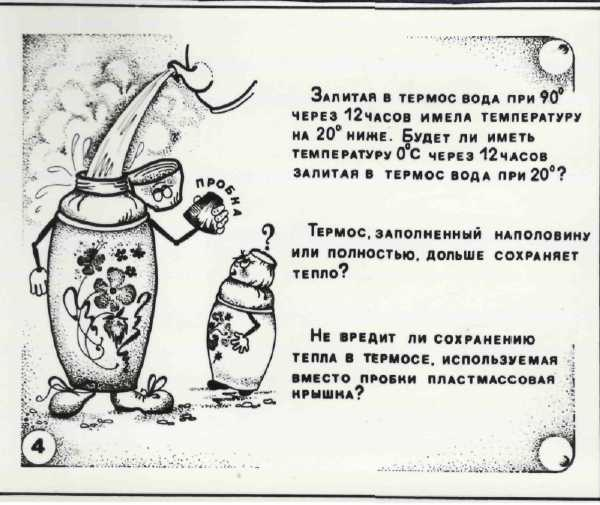 ПРОБКА
?
Залитая в термос вода при 90°
через 12 часов имела температуру
на 20° ниже. Будет ли иметь
температуру 0°С через 12 часов
залитая в термос вода при 20°?
Термос, заполненный наполовину
или полностью, дольше сохраняет
тепло?
Не вредит ли сохранению
тепла в термосе, используемая
вместо пробки пластмассовая
крышка?
4